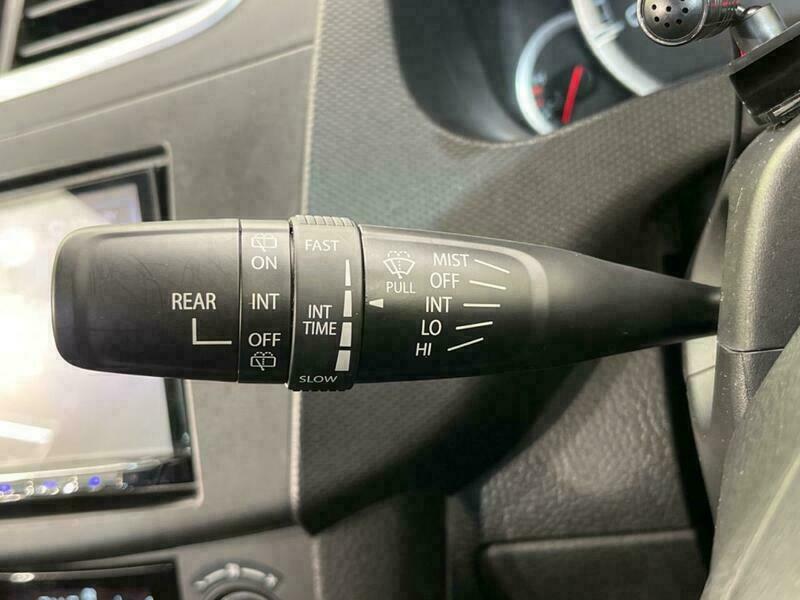 REAR
ON
INT
OFF
FAST
INT
TIME
SLOW
PULL
MIST
OFF
INT
LO
HI